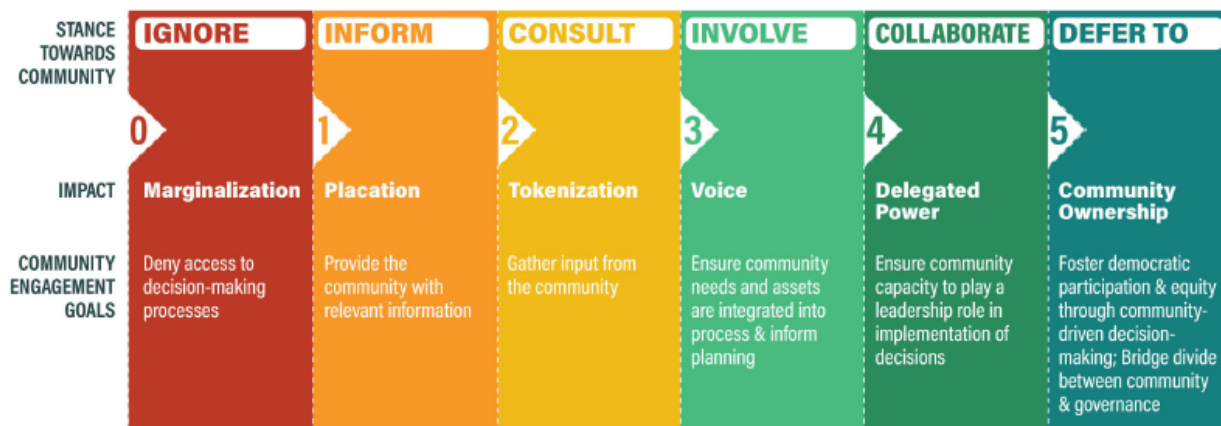 STANCE
TOWARDS
COMMUNITY
IGNORE
INFORM
CONSULT
INVOLVE
COLLABORATE
DEFER TO
0
1
2
3
4
5
IMPACT
Marginalization
Placation
Tokenization
Voice
Delegated
Power
Community
Ownership
COMMUNITY
ENGAGEMENT
GOALS
Deny access to
decision-making
processes
Provide the
community with
relevant information
Gather input from
the community
Ensure community
needs and assets
are integrated into
process & inform
planning
Ensure community
capacity to play a
leadership role in
implementation of
decisions
Foster democratic
participation & equity
through community-
driven decision-
making; Bridge divide
between community
& governance